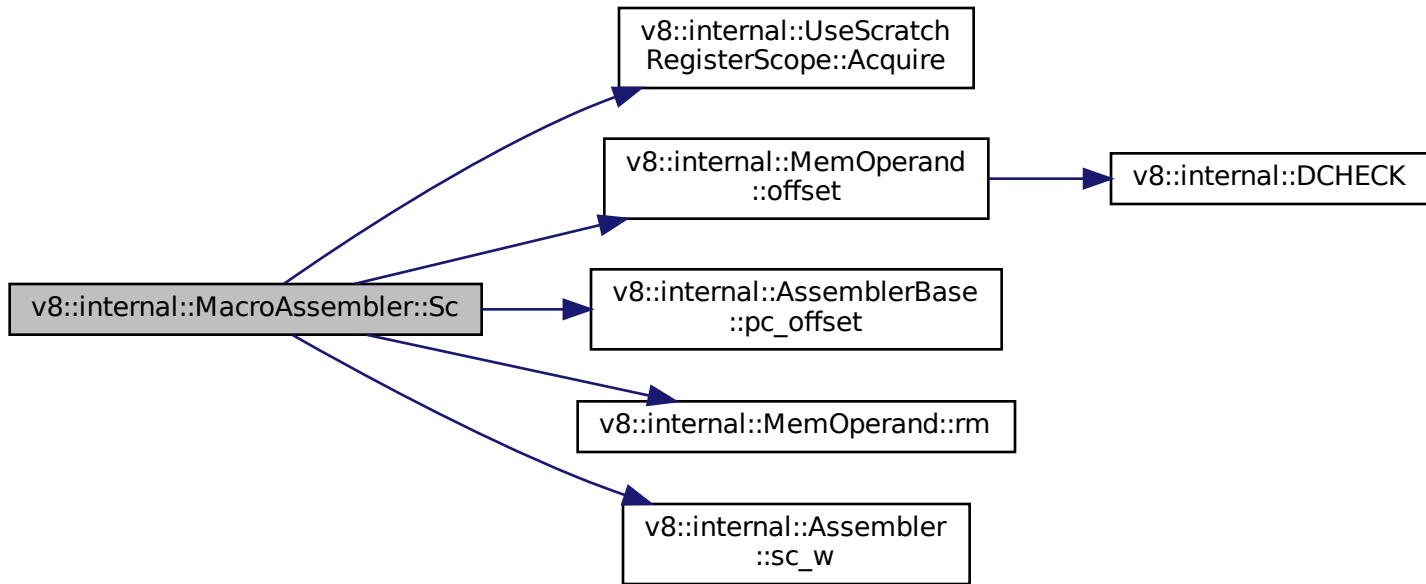 v8::internal::UseScratch
RegisterScope::Acquire
v8::internal::MemOperand
::offset
v8::internal::DCHECK
v8::internal::MacroAssembler::Sc
v8::internal::AssemblerBase
::pc_offset
v8::internal::MemOperand::rm
v8::internal::Assembler
::sc_w